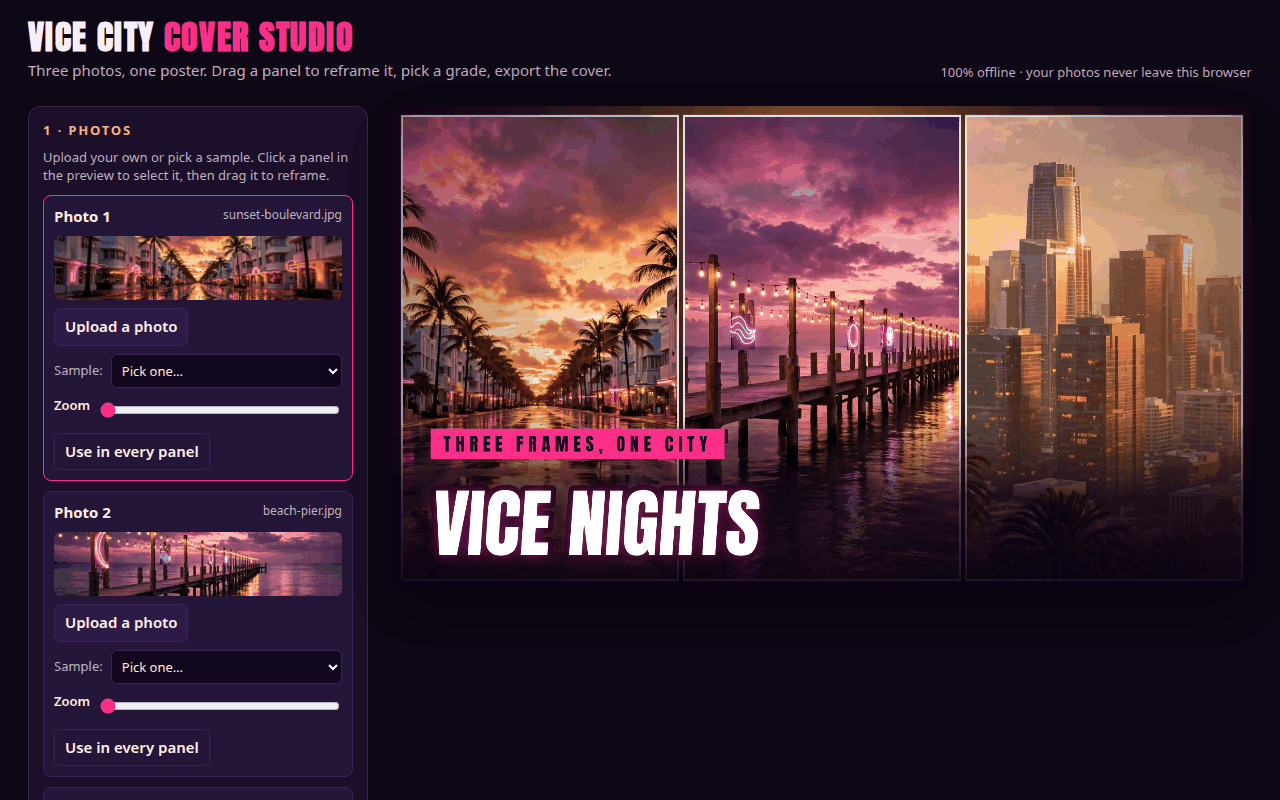 VICE CITY COVER STUDIO
Three photos, one poster. Drag a panel to reframe it, pick a grade, export the cover.
100% offline · your photos never leave this browser
1 · PHOTOS
Upload your own or pick a sample. Click a panel in
the preview to select it, then drag it to reframe.
Photo 1
sunset-boulevard.jpg
Upload a photo
Sample:
Pick one...
Zoom
Use in every panel
Photo 2
beach-pier.jpg
Upload a photo
Sample:
Pick one...
Zoom
Use in every panel
THREE FRAMES, ONE CITY
VICE NIGHTS